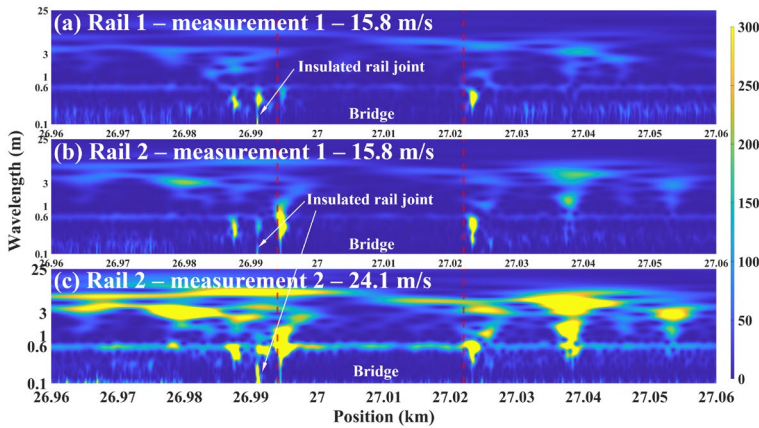 (a) Rail 1 – measurement 1 – 15.8 m/s
25
3
1
0.6
0.1
Insulated rail joint
Bridge
26.96 26.97 26.98 26.99 27 27.01 27.02 27.03 27.04 27.05 27.06
(b) Rail 2 – measurement 1 – 15.8 m/s
25
3
1
0.6
0.1
Insulated rail joint
Bridge
26.96 26.97 26.98 26.99 27 27.01 27.02 27.03 27.04 27.05 27.06
(c) Rail 2 – measurement 2 – 24.1 m/s
25
3
1
0.6
0.1
Bridge
26.96 26.97 26.98 26.99 27 27.01 27.02 27.03 27.04 27.05 27.06
Position (km)
Wavelength (m)
300
250
200
150
100
50
0